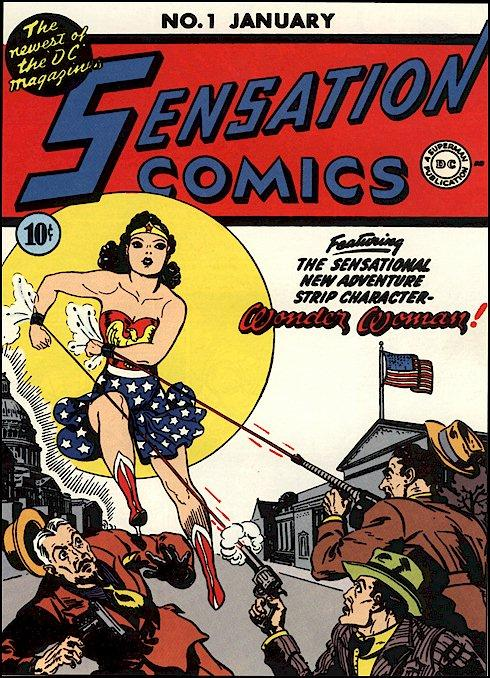 NO. 1 JANUARY
The
newest of
the "DC"
magazines
SENSATION
COMICS
A SUPERMAN
DC
PUBLICATION
10¢
Featuring
THE SENSATIONAL
NEW ADVENTURE
STRIP CHARACTER-
Wonder Woman!